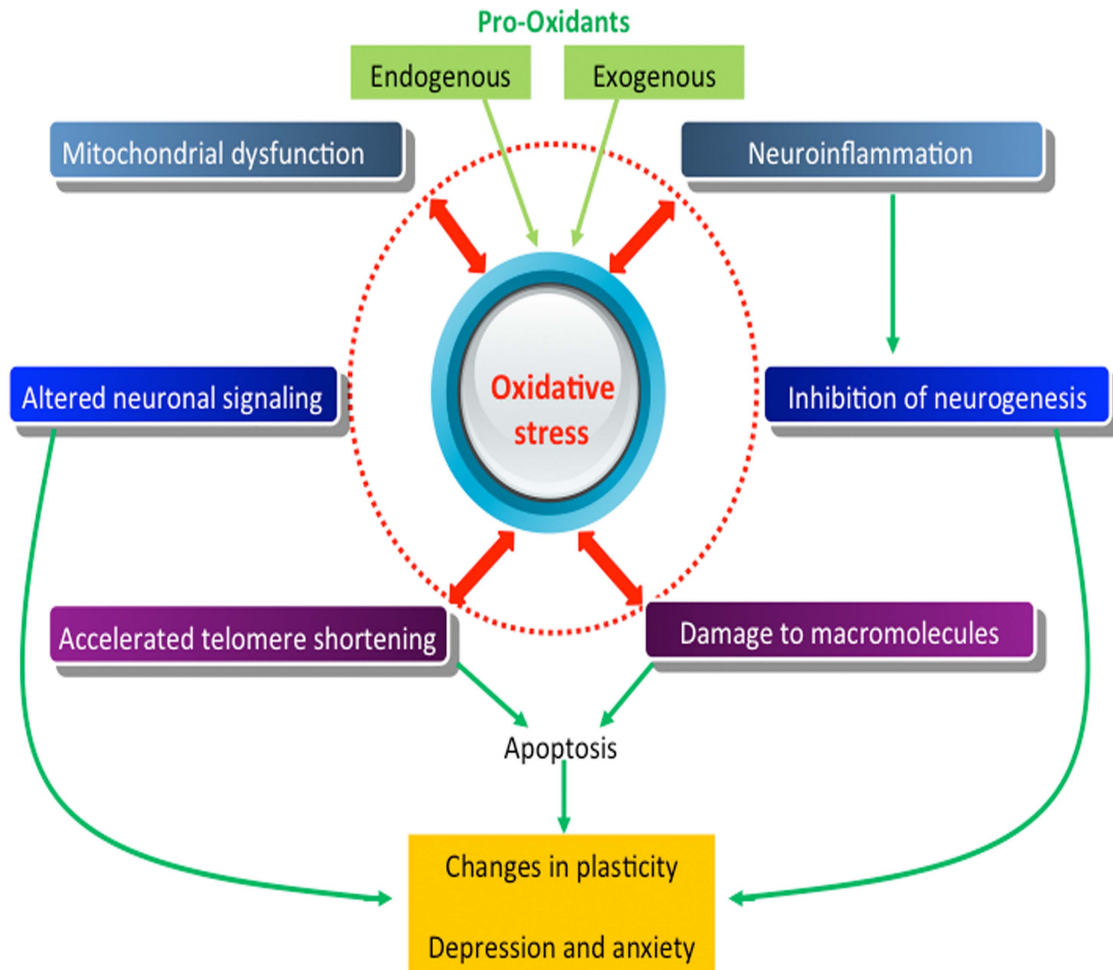 Pro-Oxidants
Endogenous
Exogenous
Mitochondrial dysfunction
Neuroinflammation
Oxidative
stress
Altered neuronal signaling
Inhibition of neurogenesis
Accelerated telomere shortening
Damage to macromolecules
Apoptosis
Changes in plasticity
Depression and anxiety